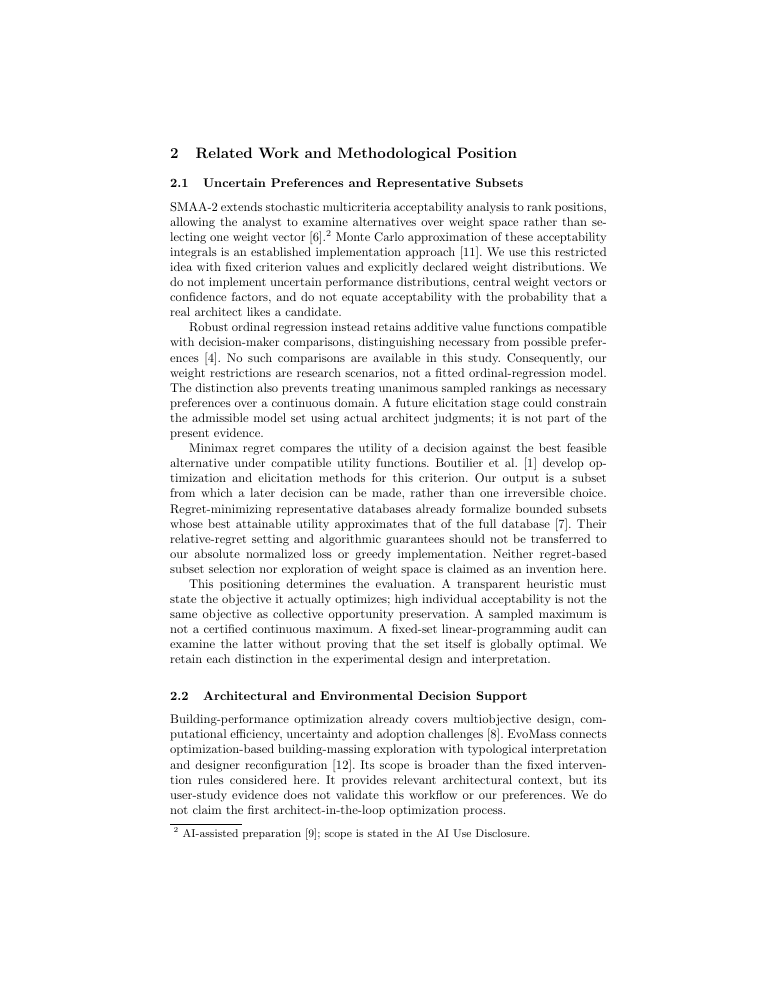 2 Related Work and Methodological Position
2.1 Uncertain Preferences and Representative Subsets
SMAA-2 extends stochastic multicriteria acceptability analysis to rank positions,
allowing the analyst to examine alternatives over weight space rather than se-
lecting one weight vector [6].² Monte Carlo approximation of these acceptability
integrals is an established implementation approach [11]. We use this restricted
idea with fixed criterion values and explicitly declared weight distributions. We
do not implement uncertain performance distributions, central weight vectors or
confidence factors, and do not equate acceptability with the probability that a
real architect likes a candidate.
Robust ordinal regression instead retains additive value functions compatible
with decision-maker comparisons, distinguishing necessary from possible prefer-
ences [4]. No such comparisons are available in this study. Consequently, our
weight restrictions are research scenarios, not a fitted ordinal-regression model.
The distinction also prevents treating unanimous sampled rankings as necessary
preferences over a continuous domain. A future elicitation stage could constrain
the admissible model set using actual architect judgments; it is not part of the
present evidence.
Minimax regret compares the utility of a decision against the best feasible
alternative under compatible utility functions. Boutilier et al. [1] develop op-
timization and elicitation methods for this criterion. Our output is a subset
from which a later decision can be made, rather than one irreversible choice.
Regret-minimizing representative databases already formalize bounded subsets
whose best attainable utility approximates that of the full database [7]. Their
relative-regret setting and algorithmic guarantees should not be transferred to
our absolute normalized loss or greedy implementation. Neither regret-based
subset selection nor exploration of weight space is claimed as an invention here.
This positioning determines the evaluation. A transparent heuristic must
state the objective it actually optimizes; high individual acceptability is not the
same objective as collective opportunity preservation. A sampled maximum is
not a certified continuous maximum. A fixed-set linear-programming audit can
examine the latter without proving that the set itself is globally optimal. We
retain each distinction in the experimental design and interpretation.
2.2 Architectural and Environmental Decision Support
Building-performance optimization already covers multiobjective design, com-
putational efficiency, uncertainty and adoption challenges [8]. EvoMass connects
optimization-based building-massing exploration with typological interpretation
and designer reconfiguration [12]. Its scope is broader than the fixed interven-
tion rules considered here. It provides relevant architectural context, but its
user-study evidence does not validate this workflow or our preferences. We do
not claim the first architect-in-the-loop optimization process.
² AI-assisted preparation [9]; scope is stated in the AI Use Disclosure.